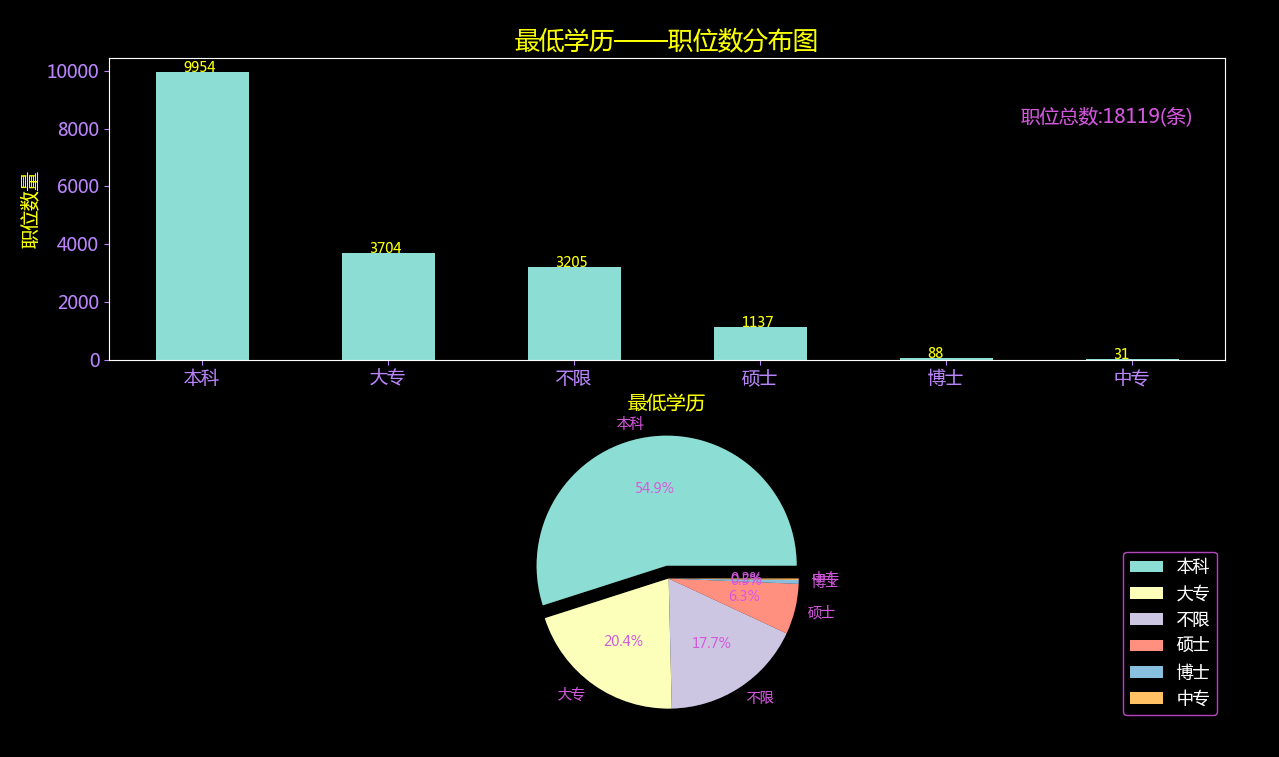 最低学历——职位数分布图
职位总数:18119(条)
职位数量
10000
8000
6000
4000
2000
0
9954
3704
3205
1137
88
31
本科 大专 不限 硕士 博士 中专
最低学历
本科
54.9%
中专
博士
6.3%
硕士
20.4%
17.7%
大专
不限
本科
大专
不限
硕士
博士
中专